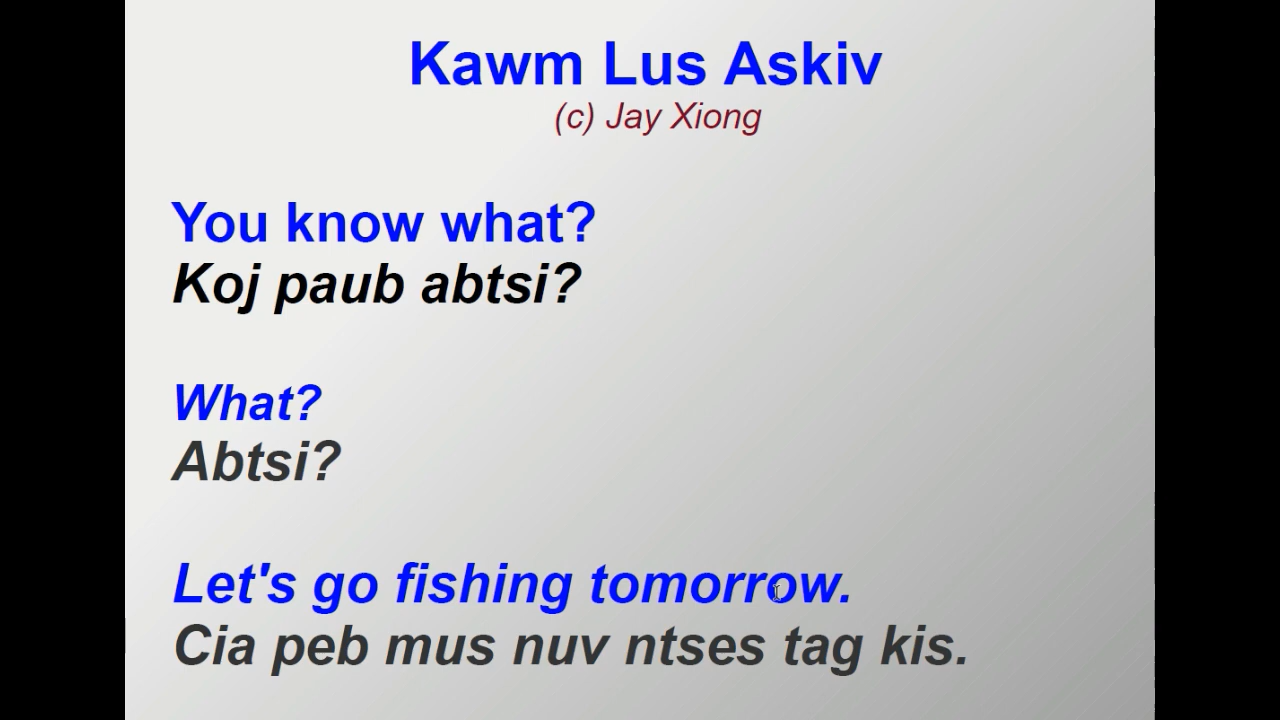 Kawm Lus Askiv
(c) Jay Xiong
You know what?
Koj paub abtsi?
What?
Abtsi?
Let's go fishing tomorrow.
Cia peb mus nuv ntses tag kis.